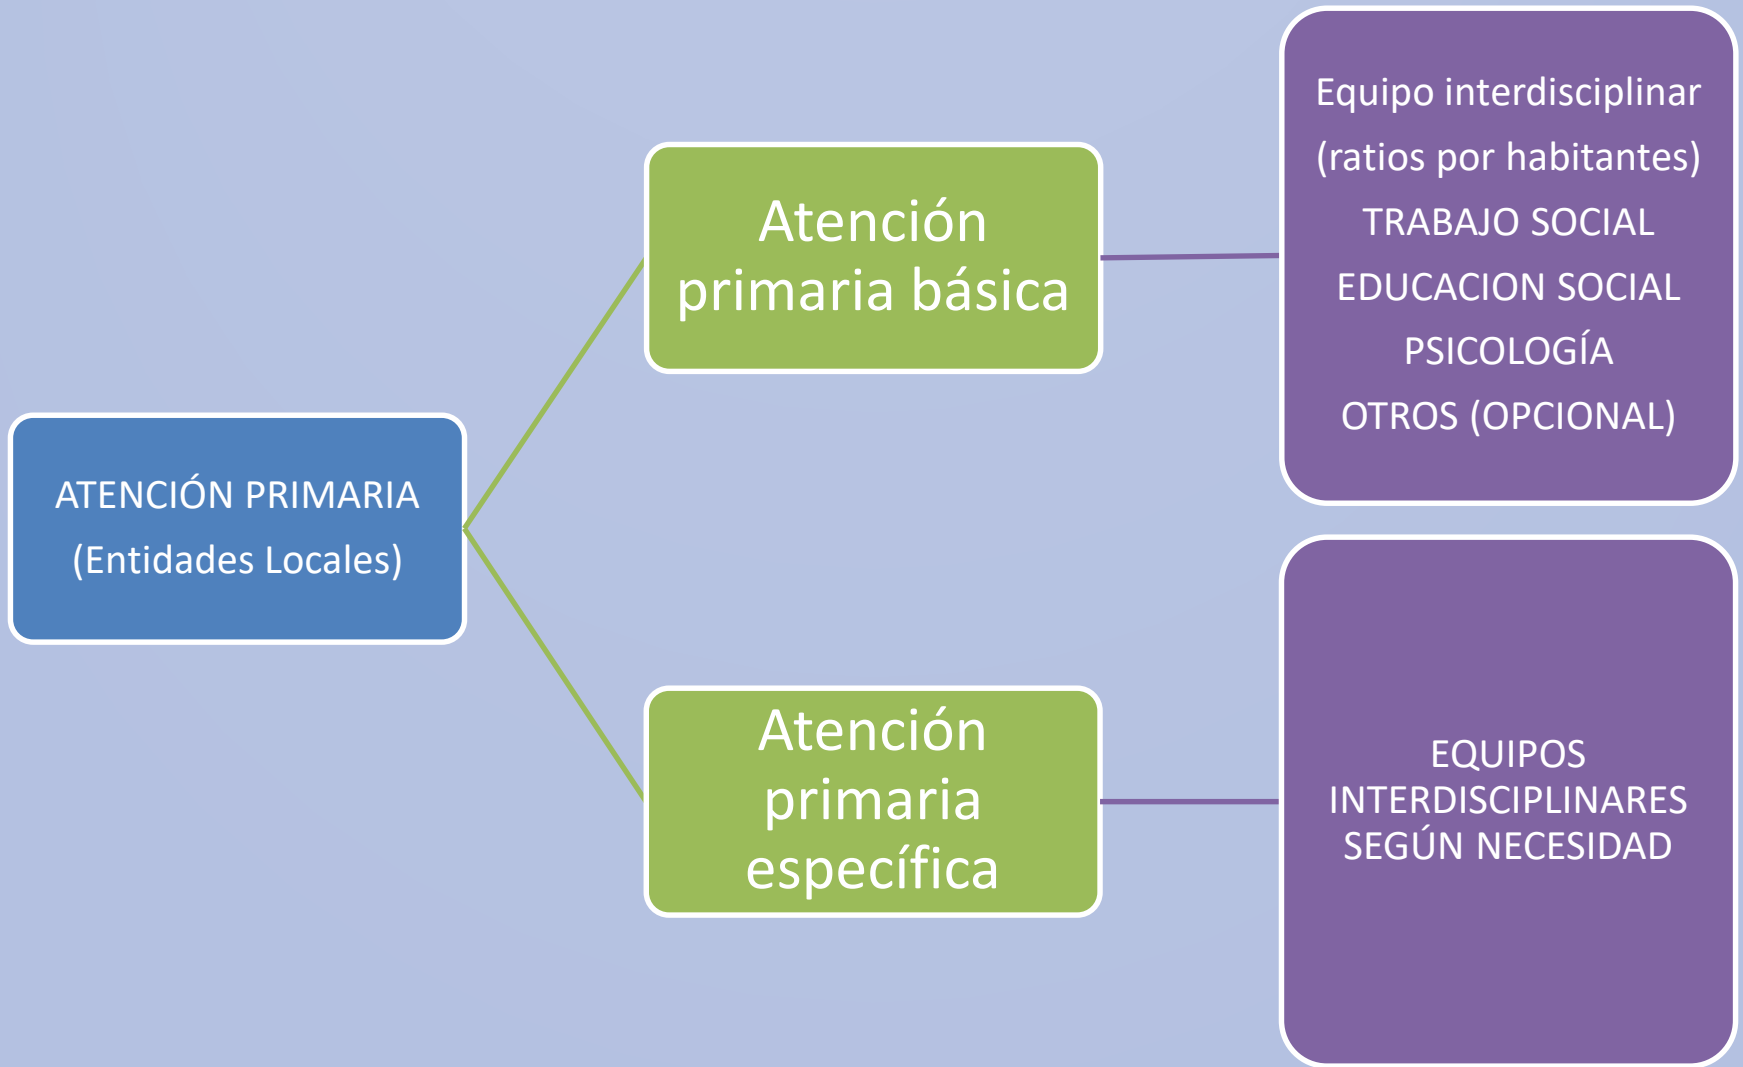 ATENCIÓN PRIMARIA
(Entidades Locales)
Atención
primaria básica
Equipo interdisciplinar
(ratios por habitantes)
TRABAJO SOCIAL
EDUCACION SOCIAL
PSICOLOGÍA
OTROS (OPCIONAL)
Atención
primaria
específica
EQUIPOS
INTERDISCIPLINARES
SEGÚN NECESIDAD